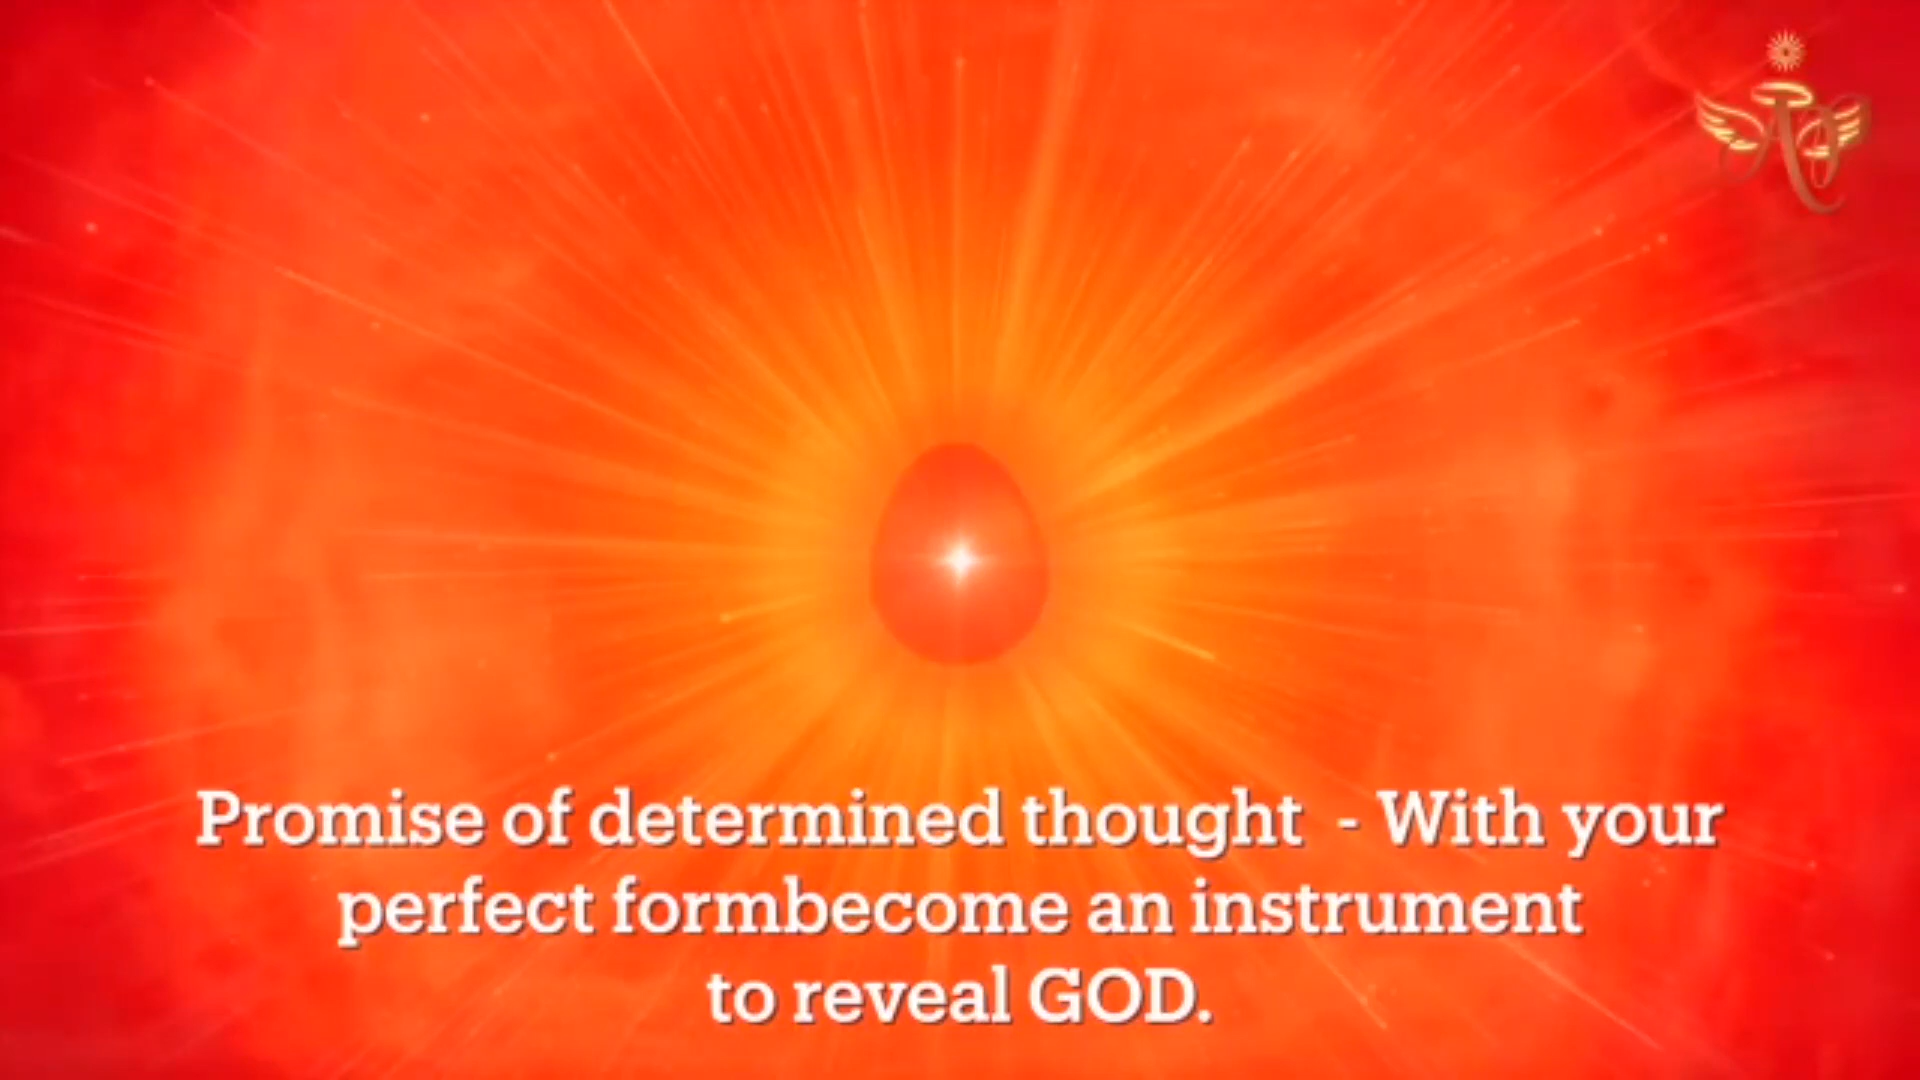 Promise of determined thought  - With your
perfect formbecome an instrument
to reveal GOD.